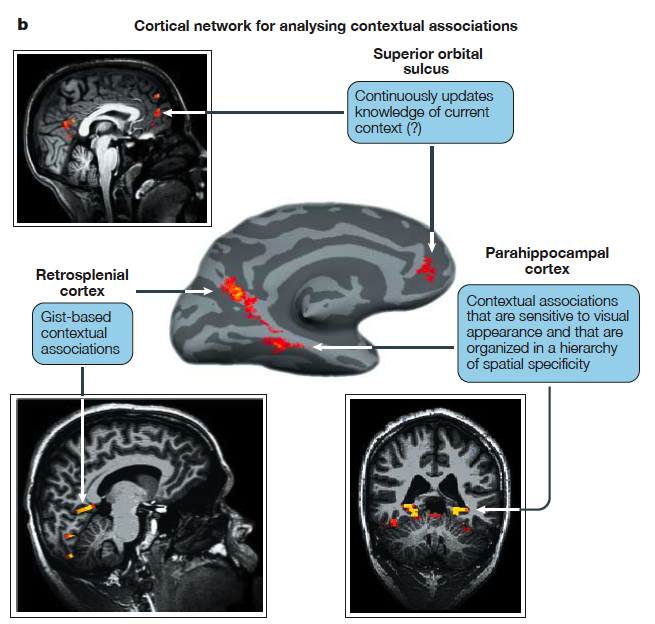 b
Cortical network for analysing contextual associations
Superior orbital
sulcus
Continuously updates
knowledge of current
context (?)
Retrosplenial
cortex
Gist-based
contextual
associations
Parahippocampal
cortex
Contextual associations
that are sensitive to visual
appearance and that are
organized in a hierarchy
of spatial specificity